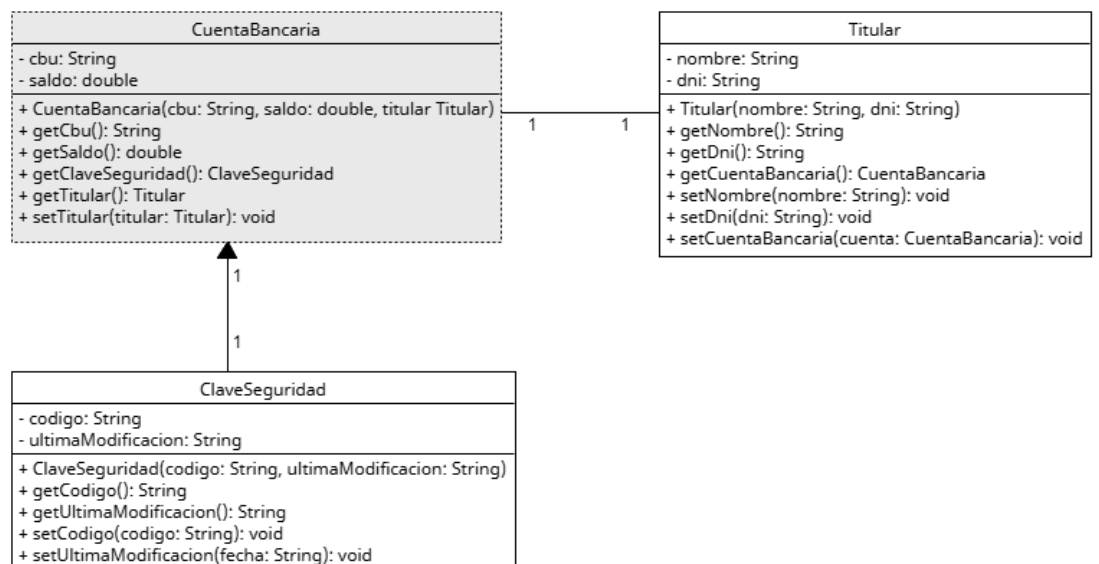 CuentaBancaria
- cbu: String
- saldo: double
+ CuentaBancaria(cbu: String, saldo: double, titular Titular)
+ getCbu(): String
+ getSaldo(): double
+ getClaveSeguridad(): ClaveSeguridad
+ getTitular(): Titular
+ setTitular(titular: Titular): void
1
1
Titular
- nombre: String
- dni: String
+ Titular(nombre: String, dni: String)
+ getNombre(): String
+ getDni(): String
+ getCuentaBancaria(): CuentaBancaria
+ setNombre(nombre: String): void
+ setDni(dni: String): void
+ setCuentaBancaria(cuenta: CuentaBancaria): void
1
1
ClaveSeguridad
- codigo: String
- ultimaModificacion: String
+ ClaveSeguridad(codigo: String, ultimaModificacion: String)
+ getCodigo(): String
+ getUltimaModificacion(): String
+ setCodigo(codigo: String): void
+ setUltimaModificacion(fecha: String): void